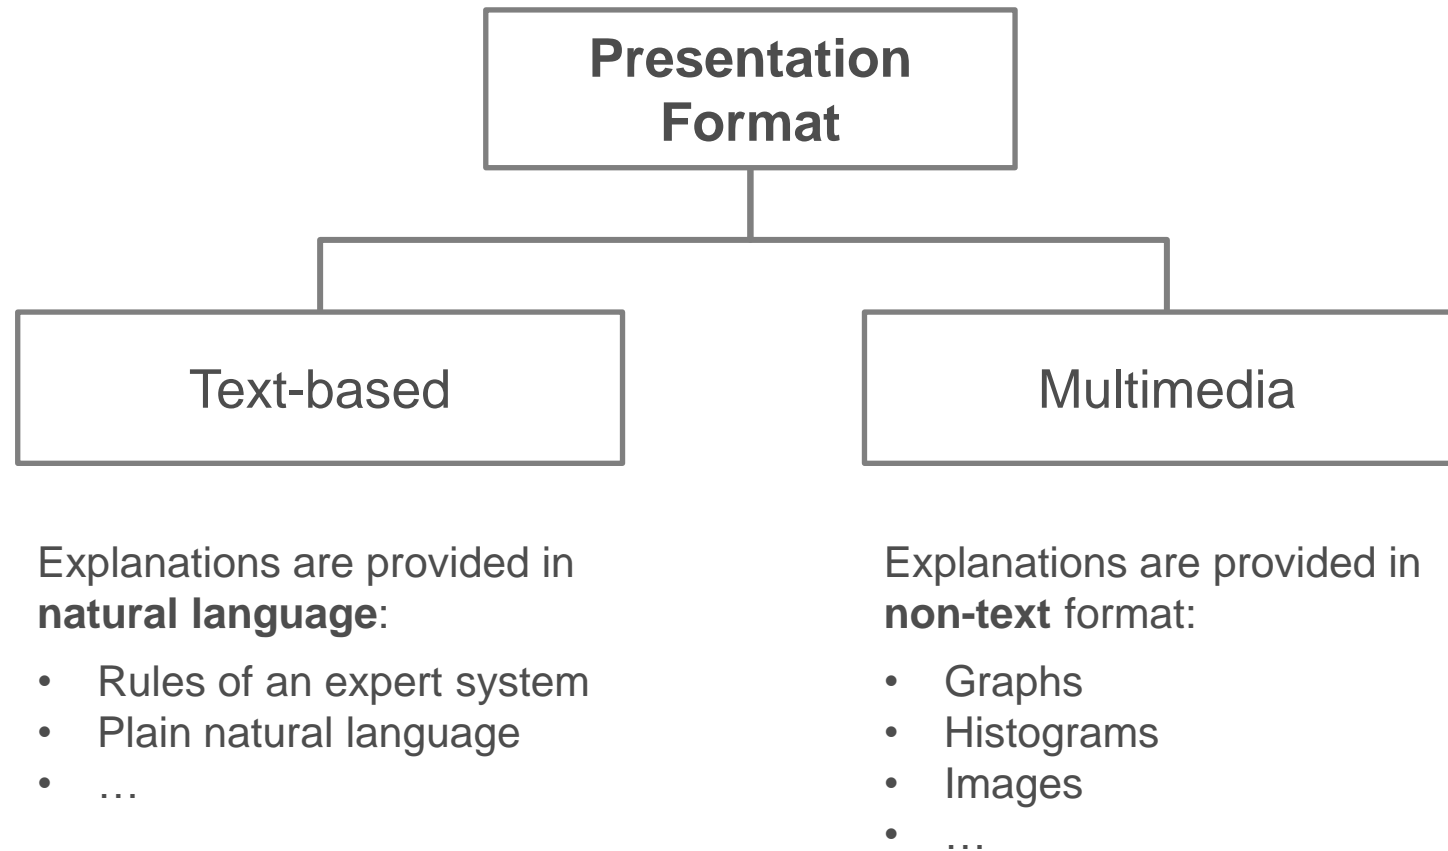 Presentation
Format
Text-based
Multimedia
Explanations are provided in
natural language:
• Rules of an expert system
• Plain natural language
• …
Explanations are provided in
non-text format:
• Graphs
• Histograms
• Images
• …